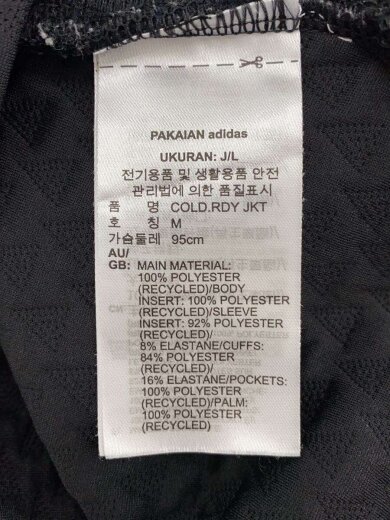 PAKAIAN adidas
UKURAN: J/L
전기용품 및 생활용품 안전
관리법에 의한 품질표시
품 명 COLD.RDY JKT
호 칭 M
가슴둘레 95cm
AU/
GB: MAIN MATERIAL:
100% POLYESTER
(RECYCLED)/BODY
INSERT: 100% POLYESTER
(RECYCLED)/SLEEVE
INSERT: 92% POLYESTER
(RECYCLED)/
8% ELASTANE/CUFFS:
84% POLYESTER
(RECYCLED)/
16% ELASTANE/POCKETS:
100% POLYESTER
(RECYCLED)/PALM:
100% POLYESTER
(RECYCLED)